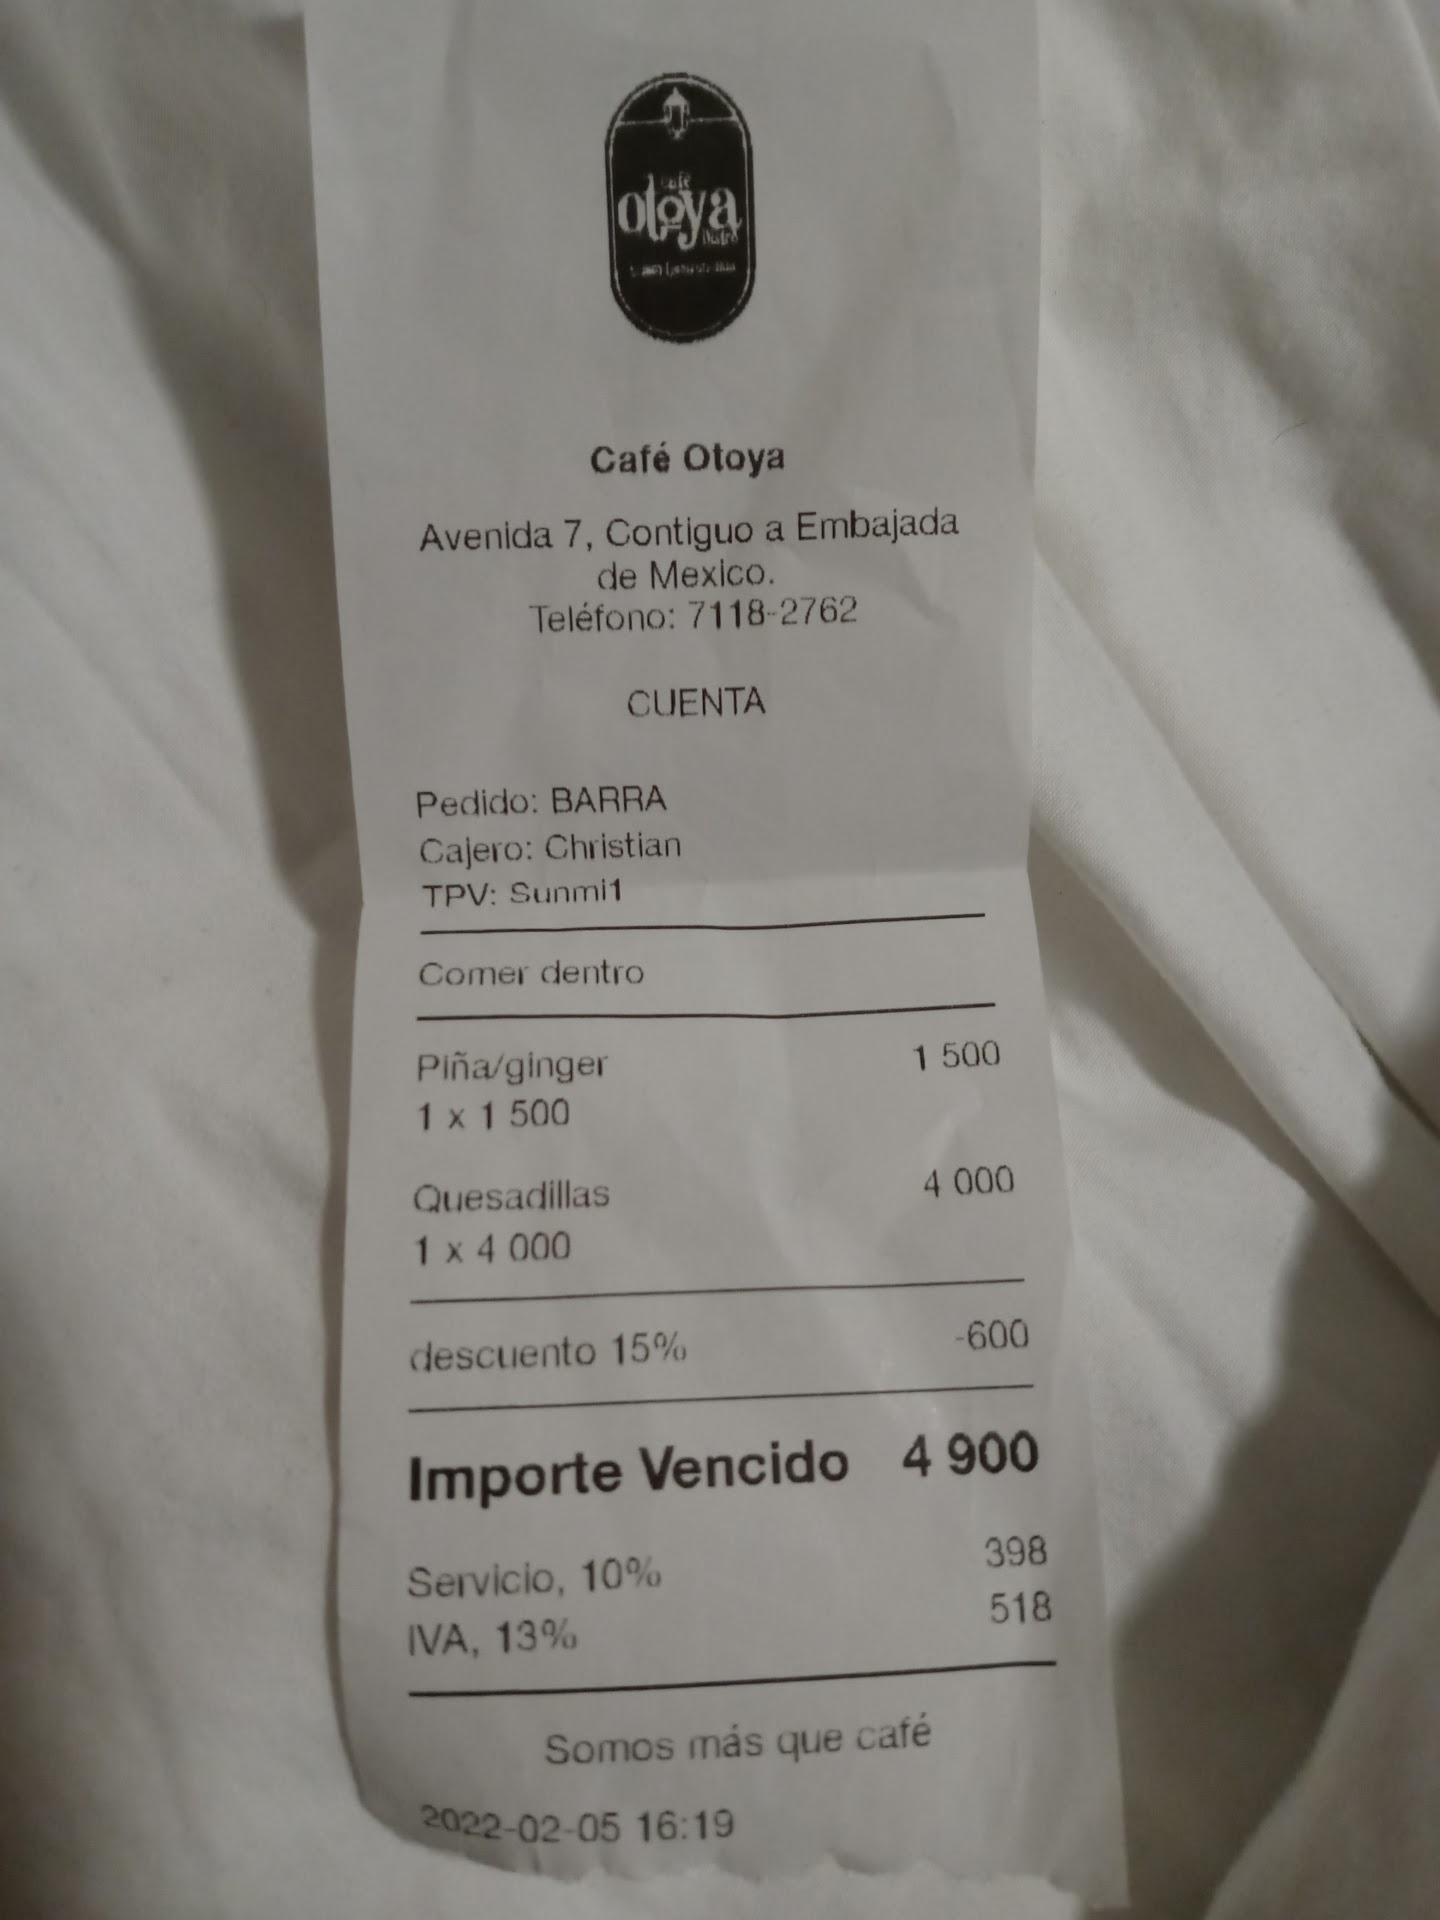 Café
otoya
Bistró
Café Otoya
Avenida 7, Contiguo a Embajada
de Mexico.
Teléfono: 7118-2762
CUENTA
Pedido: BARRA
Cajero: Christian
TPV: Sunmi1
Comer dentro
Piña/ginger 1 500
1 x 1 500
Quesadillas 4 000
1 x 4 000
descuento 15% -600
Importe Vencido 4 900
Servicio, 10% 398
IVA, 13% 518
Somos más que café
2022-02-05 16:19